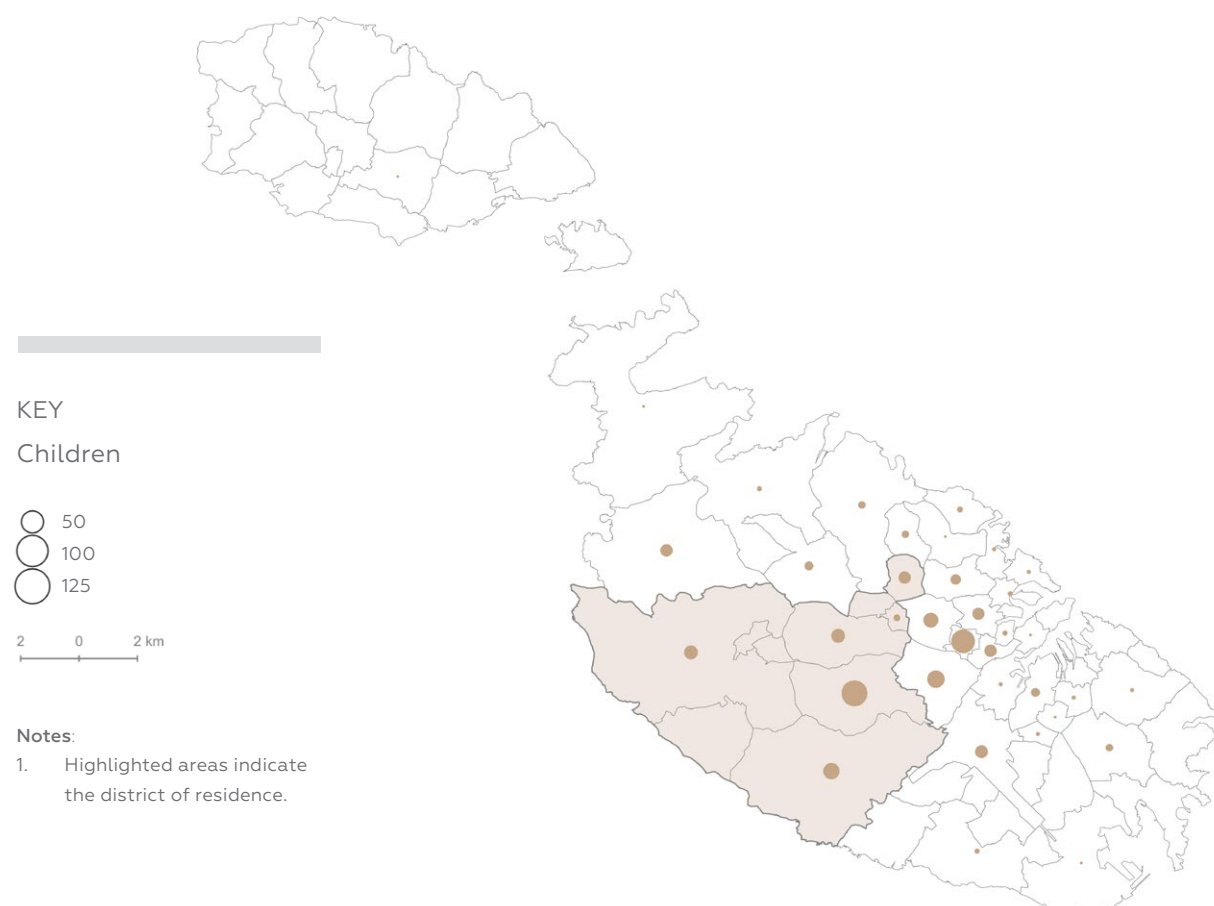 KEY
Children
50
100
125
2 0 2 km
Notes:
1. Highlighted areas indicate
the district of residence.